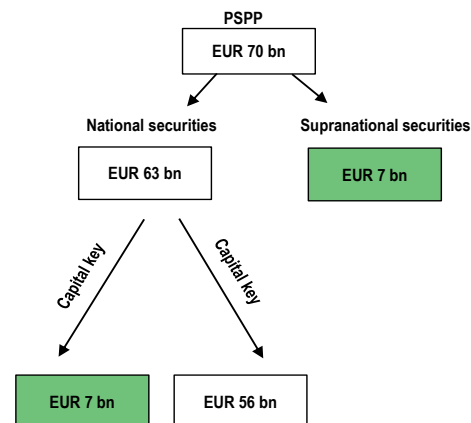 PSPP
EUR 70 bn
National securities
Supranational securities
EUR 63 bn
EUR 7 bn
Capital key
Capital key
EUR 7 bn
EUR 56 bn